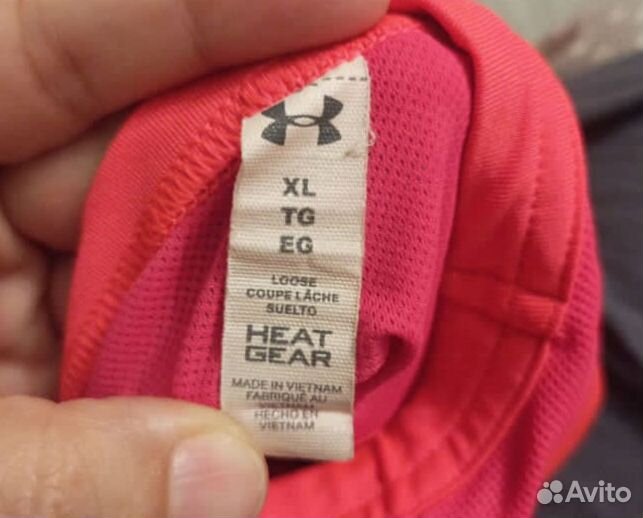 XL
TG
EG
LOOSE
COUPE LÂCHE
SUELTO
HEAT
GEAR
MADE IN VIETNAM
FABRIQUÉ AU
VIETNAM
HECHO EN
VIETNAM
Avito